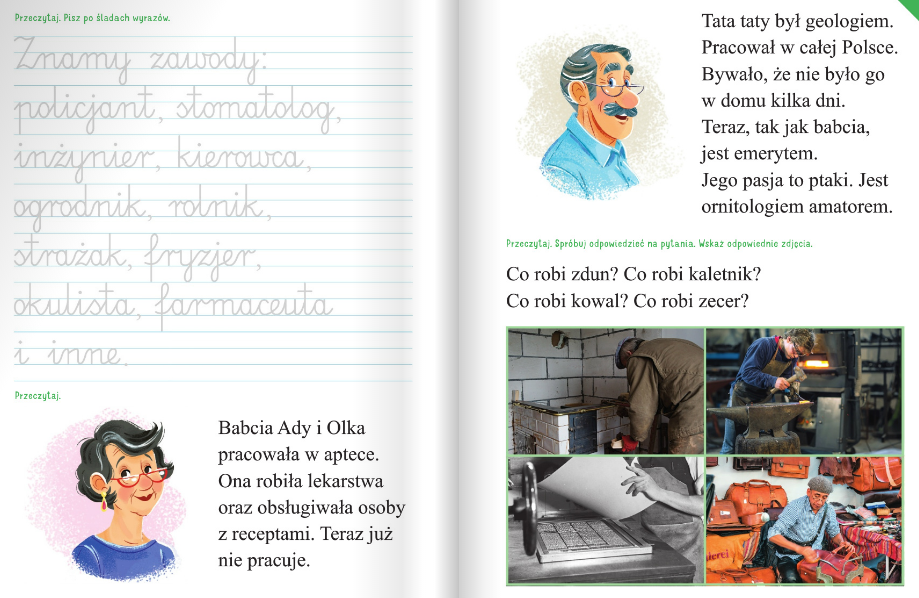 Przeczytaj. Pisz po śladach wyrazów.
Znamy zawody:
policjant, stomatolog,
inżynier, kierowca,
ogrodnik, rolnik,
strażak, fryzjer,
okulista, farmaceuta
i inne.
Przeczytaj.
Babcia Ady i Olka
pracowała w aptece.
Ona robiła lekarstwa
oraz obsługiwała osoby
z receptami. Teraz już
nie pracuje.
Tata taty był geologiem.
Pracował w całej Polsce.
Bywało, że nie było go
w domu kilka dni.
Teraz, tak jak babcia,
jest emerytem.
Jego pasja to ptaki. Jest
ornitologiem amatorem.
Przeczytaj. Spróbuj odpowiedzieć na pytania. Wskaż odpowiednie zdjęcia.
Co robi zdun? Co robi kaletnik?
Co robi kowal? Co robi zecer?